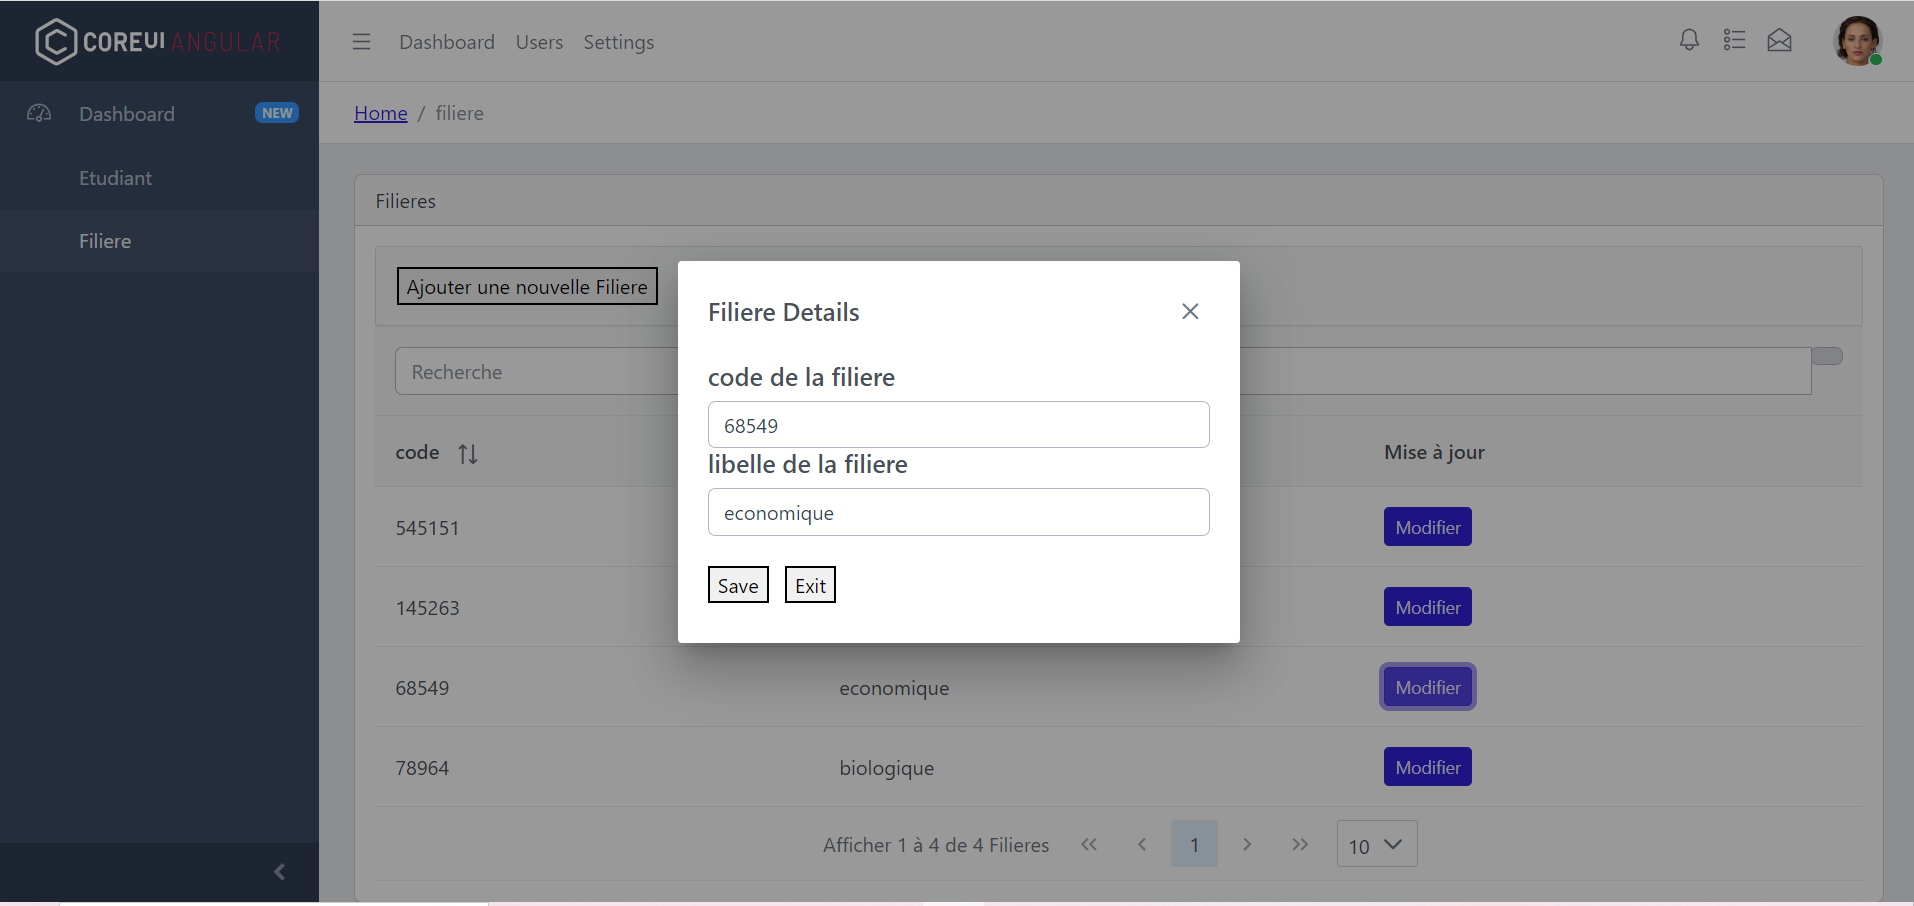 COREUI ANGULAR
Dashboard Users Settings
Dashboard NEW
Home / filiere
Etudiant
Filiere
Filieres
Ajouter une nouvelle Filiere
Recherche
code
Mise à jour
545151
Modifier
145263
Modifier
68549 economique Modifier
78964 biologique Modifier
Afficher 1 à 4 de 4 Filieres
1
10
Filiere Details
code de la filiere
68549
libelle de la filiere
economique
Save Exit